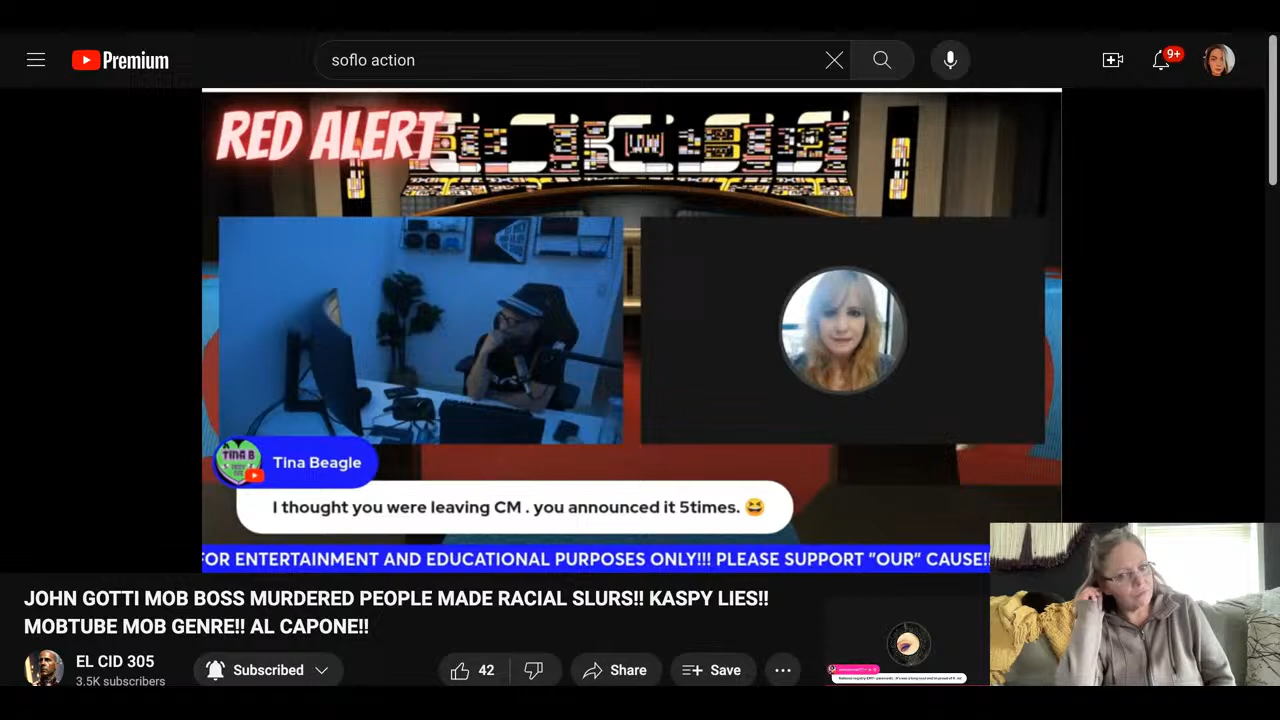 Premium
soflo action
9+
RED ALERT
TINA B
Tina Beagle
I thought you were leaving CM . you announced it 5times. 😆
FOR ENTERTAINMENT AND EDUCATIONAL PURPOSES ONLY!!! PLEASE SUPPORT "OUR" CAUSE!!
JOHN GOTTI MOB BOSS MURDERED PEOPLE MADE RACIAL SLURS!! KASPY LIES!!
MOBTUBE MOB GENRE!! AL CAPONE!!
EL CID 305
3.5K subscribers
Subscribed
42
Share
Save